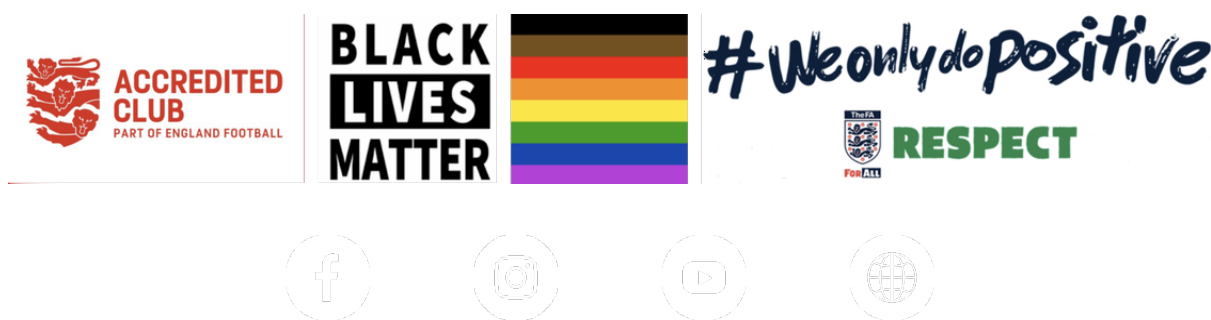 ACCREDITED
CLUB
PART OF ENGLAND FOOTBALL
BLACK
LIVES
MATTER
#Weonlydopositive
The FA
RESPECT
FOR ALL